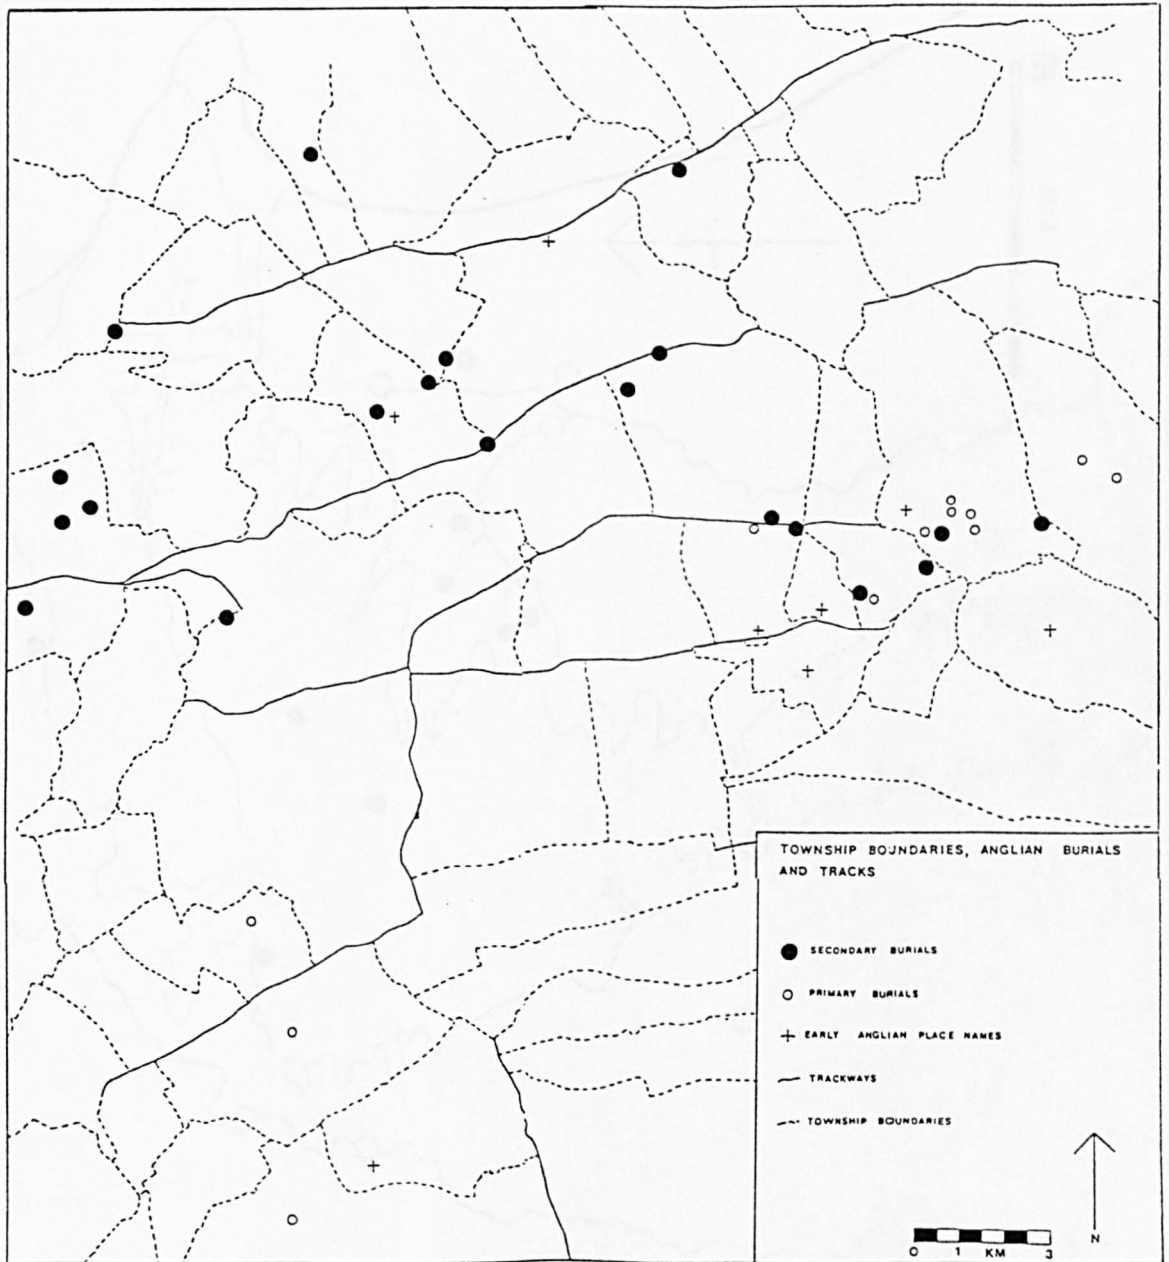 TOWNSHIP BOUNDARIES, ANGLIAN BURIALS
AND TRACKS
SECONDARY BURIALS
PRIMARY BURIALS
EARLY ANGLIAN PLACE NAMES
TRACKWAYS
TOWNSHIP BOUNDARIES
N
0 1 KM 3